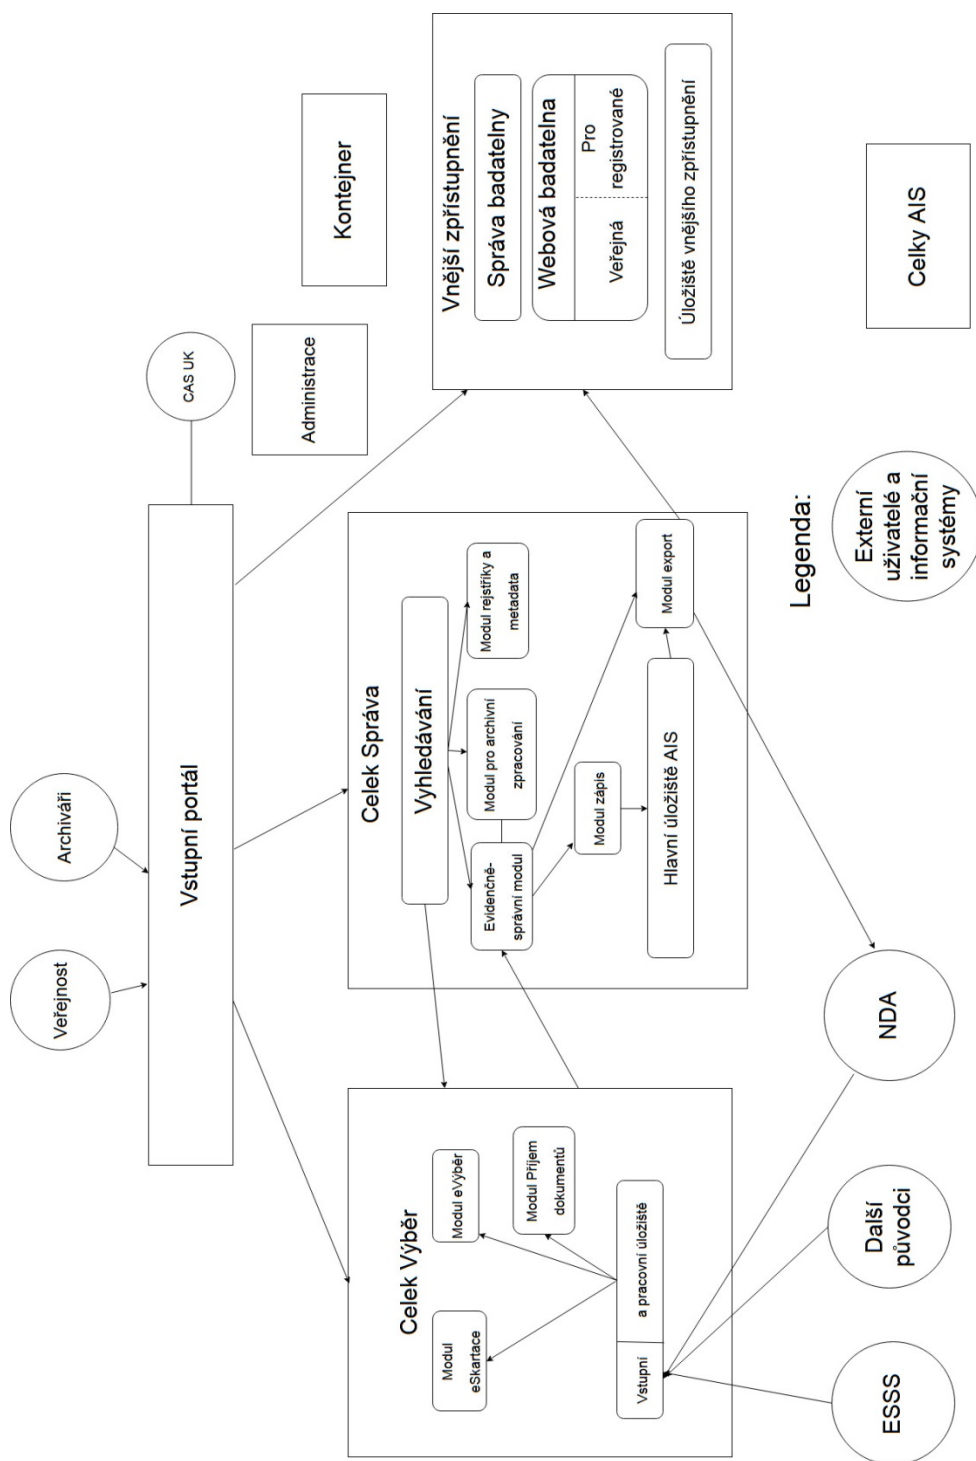 Veřejnost
Archiváři
Vstupní portál
CAS UK
Administrace
Kontejner
Celek Výběr
Modul
eSkartace
Modul eVýběr
Modul Příjem
dokumentů
Vstupní
a pracovní úložiště
Celek Správa
Vyhledávání
Evidenčně-
správní modul
Modul pro archivní
zpracování
Modul rejstříky a
metadata
Modul zápis
Hlavní úložiště AIS
Modul export
Vnější zpřístupnění
Správa badatelny
Webová badatelna
Veřejná
Pro
registrované
Úložiště vnějšího zpřístupnění
ESSS
Další
původci
NDA
Legenda:
Externí
uživatelé a
informační
systémy
Celky AIS